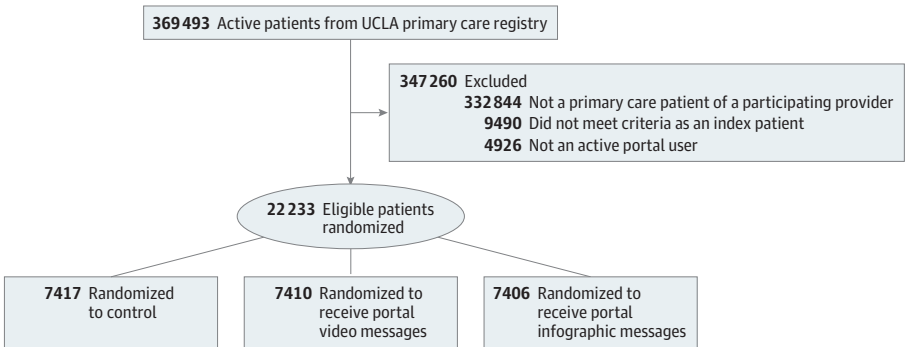 369 493 Active patients from UCLA primary care registry
347 260 Excluded
332 844 Not a primary care patient of a participating provider
9490 Did not meet criteria as an index patient
4926 Not an active portal user
22 233 Eligible patients
randomized
7417 Randomized
to control
7410 Randomized to
receive portal
video messages
7406 Randomized to
receive portal
infographic messages